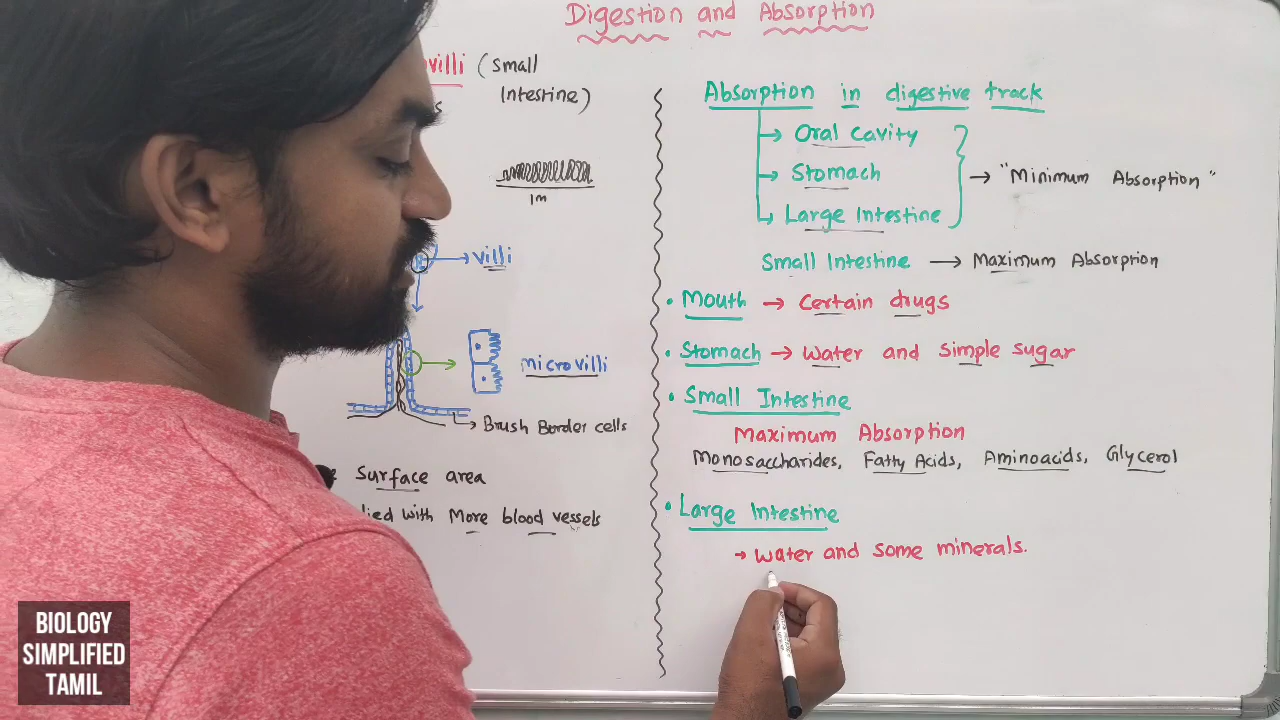 Digestion and Absorption
villi (small
Intestine)
1m
villi
microvilli
Brush Border cells
Surface area
with More blood vessels
Absorption in digestive track
Oral cavity
Stomach
Large Intestine
"Minimum Absorption"
Small Intestine → Maximum Absorption
• Mouth → Certain drugs
• Stomach → Water and Simple sugar
• Small Intestine
Maximum Absorption
Monosaccharides, Fatty Acids, Aminoacids, Glycerol
• Large Intestine
→ Water and some minerals.
BIOLOGY
SIMPLIFIED
TAMIL